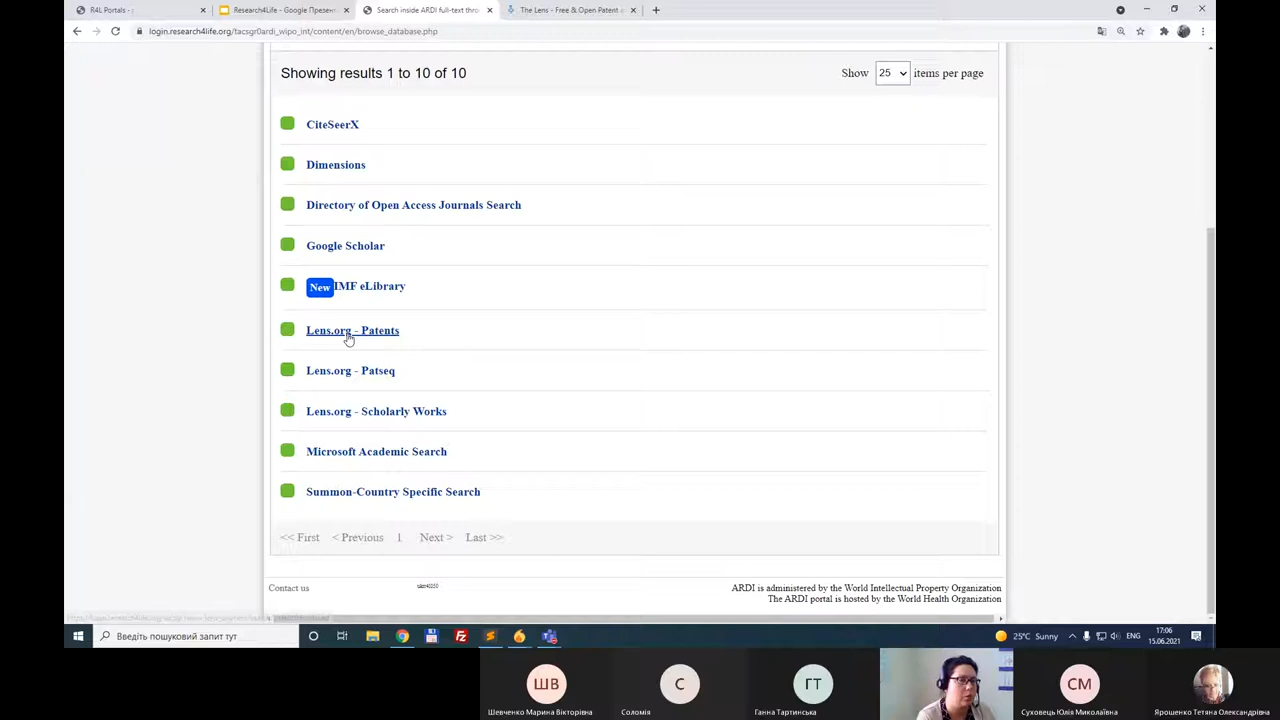 R4L Portals -
Research4Life - Google Презент
Search inside ARDI full-text thro
The Lens - Free & Open Patent a
login.research4life.org/tacsgr0ardi_wipo_int/content/en/browse_database.php
Showing results 1 to 10 of 10
Show 25 items per page
CiteSeerX
Dimensions
Directory of Open Access Journals Search
Google Scholar
New IMF eLibrary
Lens.org - Patents
Lens.org - Patseq
Lens.org - Scholarly Works
Microsoft Academic Search
Summon-Country Specific Search
<< First < Previous 1 Next > Last >>
Contact us
ARDI is administered by the World Intellectual Property Organization
The ARDI portal is hosted by the World Health Organization
Введіть пошуковий запит тут
25°C Sunny
ENG
17:06
15.06.2021
ШВ
С
ГТ
СМ
Шевченко Марина Вікторівна
Соломія
Ганна Тартинська
Суховець Юлія Миколаївна
Ярошенко Тетяна Олександрівна